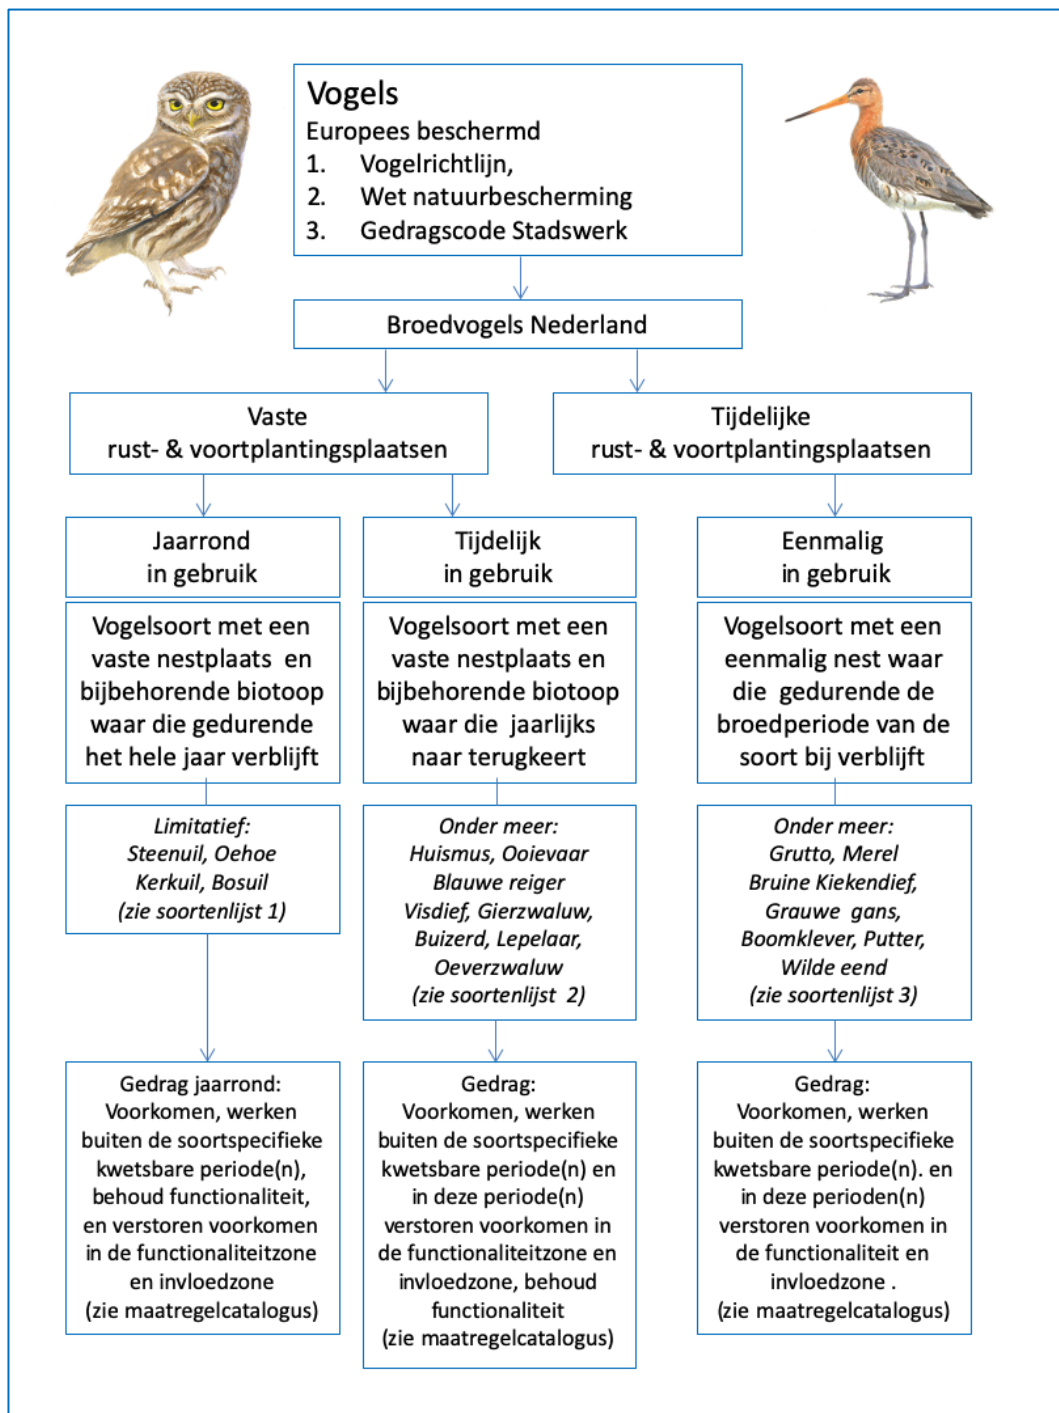 Vogels
Europees beschermd
1. Vogelrichtlijn,
2. Wet natuurbescherming
3. Gedragscode Stadswerk
Broedvogels Nederland
Vaste
rust- & voortplantingsplaatsen
Tijdelijke
rust- & voortplantingsplaatsen
Jaarrond
in gebruik
Vogelsoort met een
vaste nestplaats en
bijbehorende biotoop
waar die gedurende
het hele jaar verblijft
Limitatief:
Steenuil, Oehoe
Kerkuil, Bosuil
(zie soortenlijst 1)
Gedrag jaarrond:
Voorkomen, werken
buiten de soortspecifieke
kwetsbare periode(n),
behoud functionaliteit,
en verstoren voorkomen
in de functionaliteitzone
en invloedzone
(zie maatregelcatalogus)
Tijdelijk
in gebruik
Vogelsoort met een
vaste nestplaats en
bijbehorende biotoop
waar die jaarlijks
naar terugkeert
Onder meer:
Huismus, Ooievaar
Blauwe reiger
Visdief, Gierzwaluw,
Buizerd, Lepelaar,
Oeverzwaluw
(zie soortenlijst 2)
Gedrag:
Voorkomen, werken
buiten de soortspecifieke
kwetsbare periode(n) en
in deze periode(n)
verstoren voorkomen in
de functionaliteitzone en
invloedzone, behoud
functionaliteit
(zie maatregelcatalogus)
Eenmalig
in gebruik
Vogelsoort met een
eenmalig nest waar
die gedurende de
broedperiode van de
soort bij verblijft
Onder meer:
Grutto, Merel
Bruine Kiekendief,
Grauwe gans,
Boomklever, Putter,
Wilde eend
(zie soortenlijst 3)
Gedrag:
Voorkomen, werken
buiten de soortspecifieke
kwetsbare periode(n). en
in deze perioden(n)
verstoren voorkomen in
de functionaliteit en
invloedzone .
(zie maatregelcatalogus)